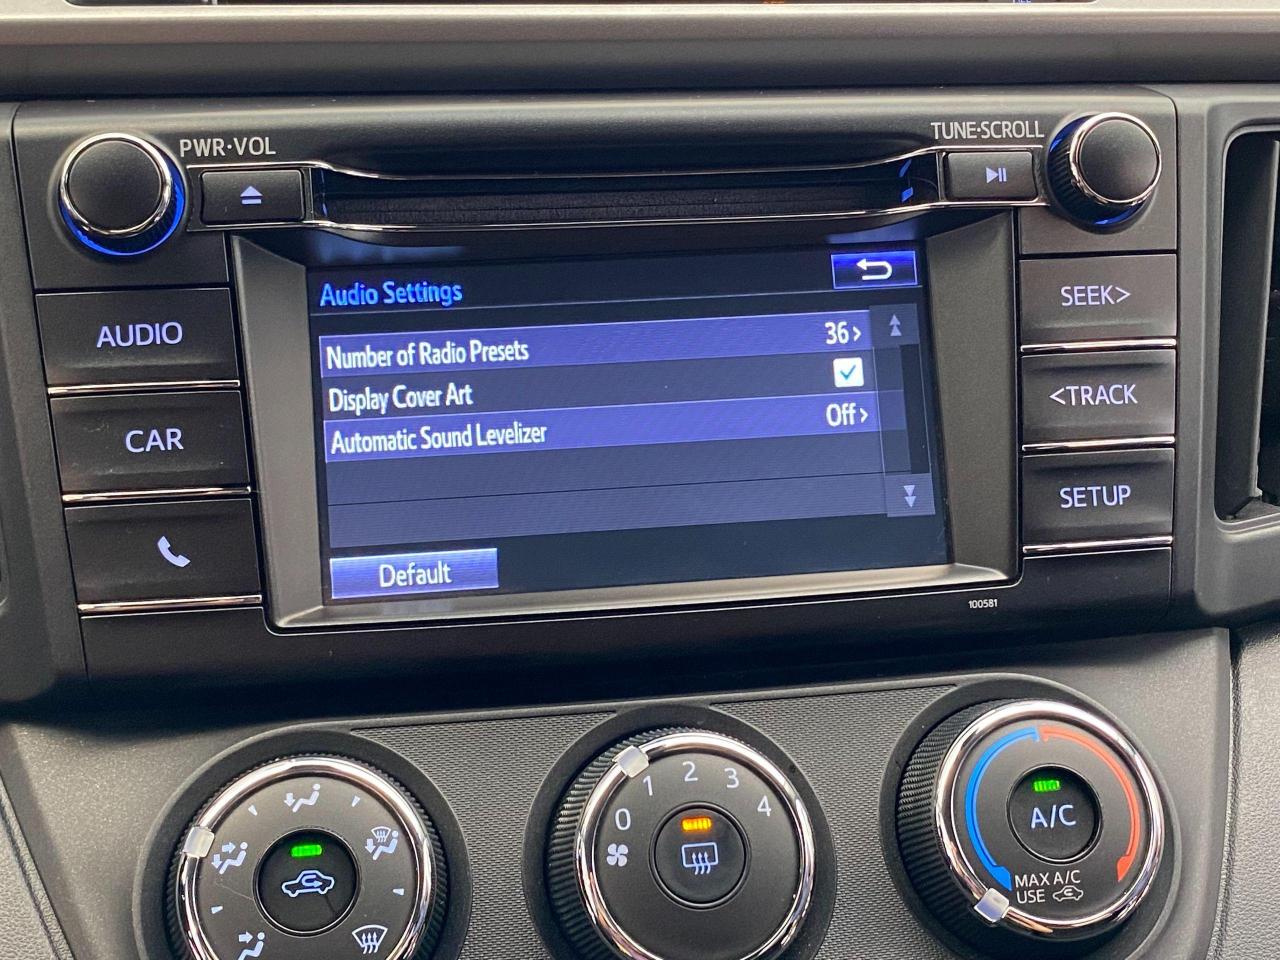 PWR·VOL
TUNE·SCROLL
AUDIO
CAR
Audio Settings
Number of Radio Presets 36>
Display Cover Art
Automatic Sound Levelizer Off>
Default
SEEK>
<TRACK
SETUP
100581
0 1 2 3 4
A/C
MAX A/C
USE